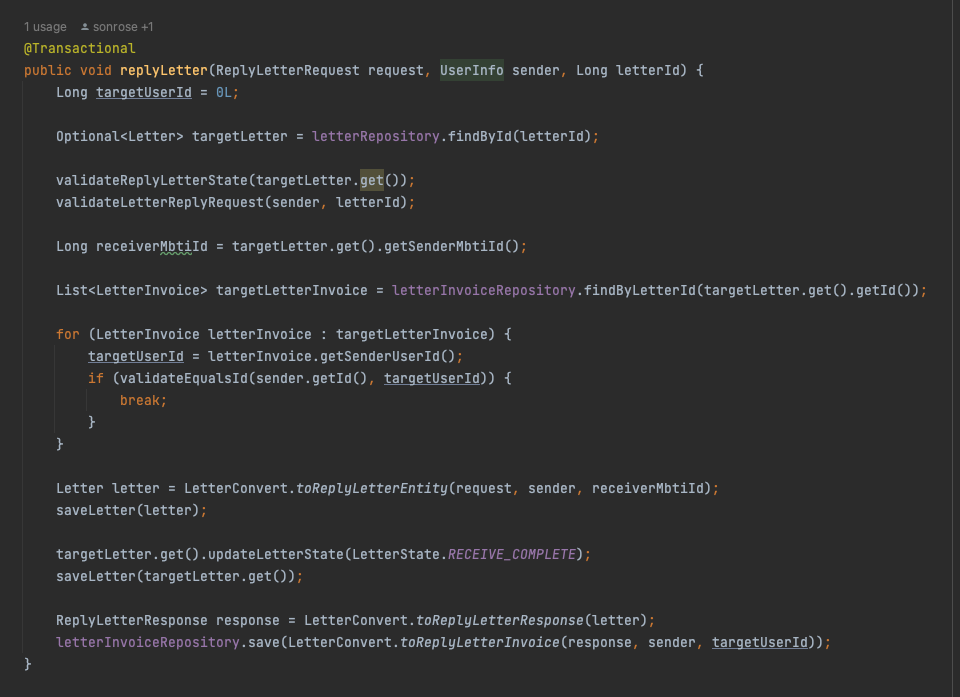 1 usage sonrose +1
@Transactional
public void replyLetter(ReplyLetterRequest request, UserInfo sender, Long letterId) {
    Long targetUserId = 0L;

    Optional<Letter> targetLetter = letterRepository.findById(letterId);

    validateReplyLetterState(targetLetter.get());
    validateLetterReplyRequest(sender, letterId);

    Long receiverMbtiId = targetLetter.get().getSenderMbtiId();

    List<LetterInvoice> targetLetterInvoice = letterInvoiceRepository.findByLetterId(targetLetter.get().getId());

    for (LetterInvoice letterInvoice : targetLetterInvoice) {
        targetUserId = letterInvoice.getSenderUserId();
        if (validateEqualsId(sender.getId(), targetUserId)) {
            break;
        }
    }

    Letter letter = LetterConvert.toReplyLetterEntity(request, sender, receiverMbtiId);
    saveLetter(letter);

    targetLetter.get().updateLetterState(LetterState.RECEIVE_COMPLETE);
    saveLetter(targetLetter.get());

    ReplyLetterResponse response = LetterConvert.toReplyLetterResponse(letter);
    letterInvoiceRepository.save(LetterConvert.toReplyLetterInvoice(response, sender, targetUserId));
}